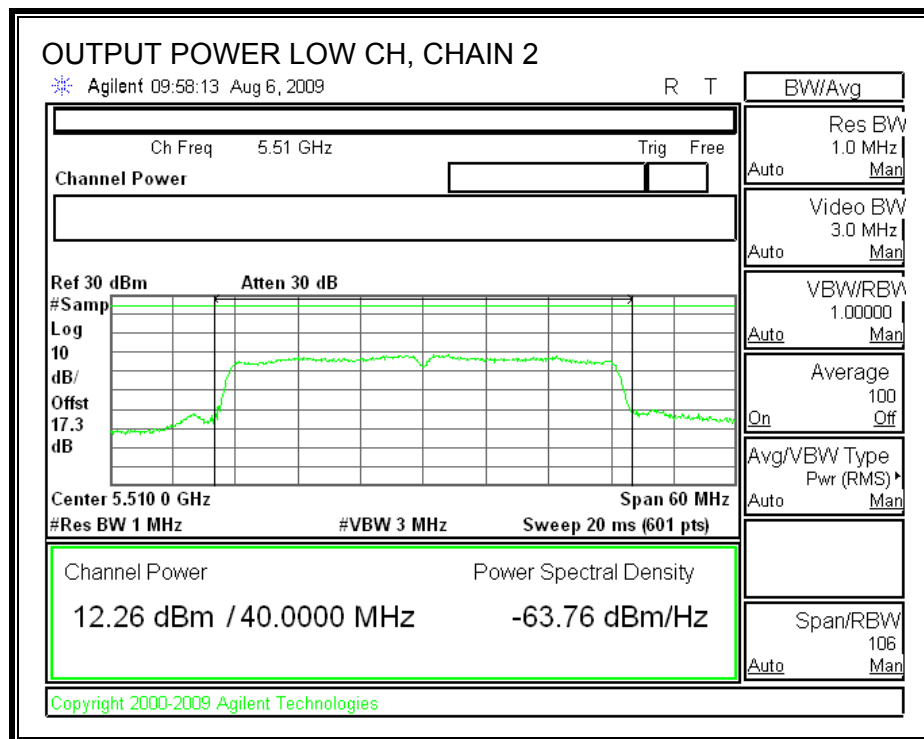 OUTPUT POWER LOW CH, CHAIN 2
Agilent 09:58:13 Aug 6, 2009 R T
BW/Avg
Ch Freq 5.51 GHz Trig Free
Channel Power
Res BW
1.0 MHz
Auto Man
Video BW
3.0 MHz
Auto Man
Ref 30 dBm Atten 30 dB
#Samp
Log
10
dB/
Offst
17.3
dB
VBW/RBW
1.00000
Auto Man
Average
100
On Off
Avg/VBW Type
Pwr (RMS)
Auto Man
Center 5.510 0 GHz Span 60 MHz
#Res BW 1 MHz #VBW 3 MHz Sweep 20 ms (601 pts)
Channel Power Power Spectral Density
12.26 dBm / 40.0000 MHz -63.76 dBm/Hz
Span/RBW
106
Auto Man
Copyright 2000-2009 Agilent Technologies